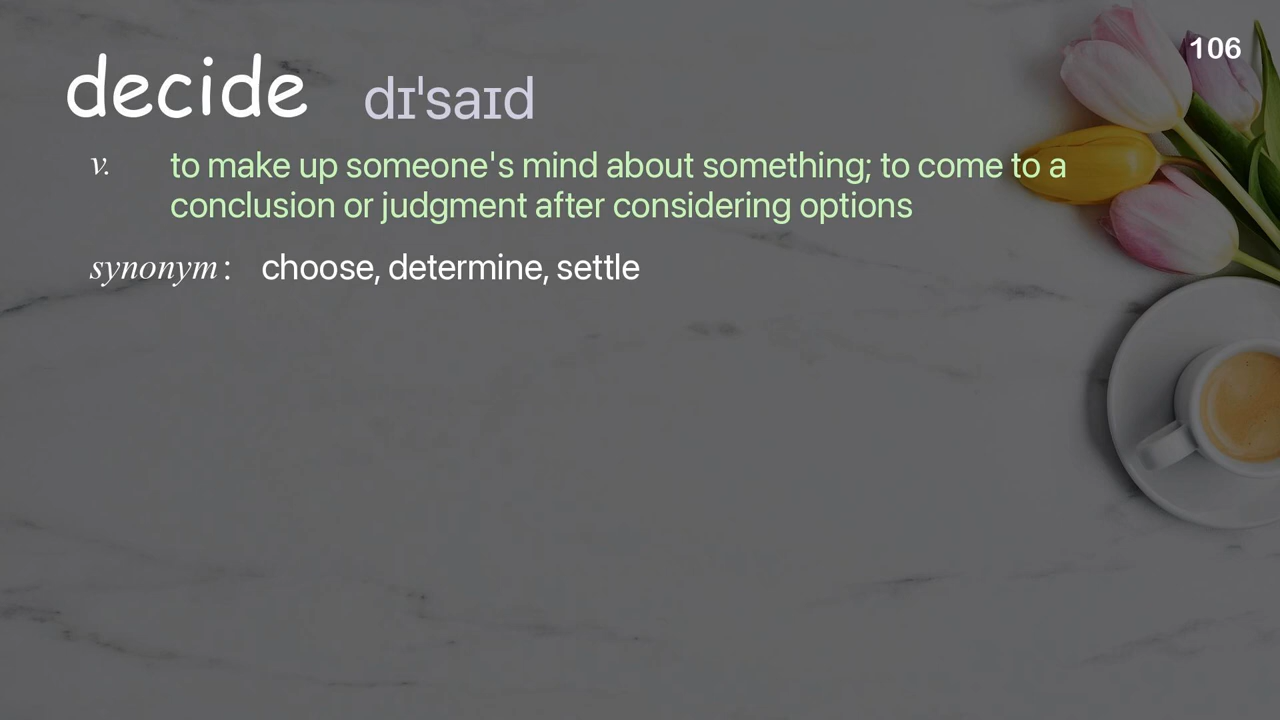 106
decide dɪˈsaɪd
v. to make up someone's mind about something; to come to a
conclusion or judgment after considering options
synonym: choose, determine, settle